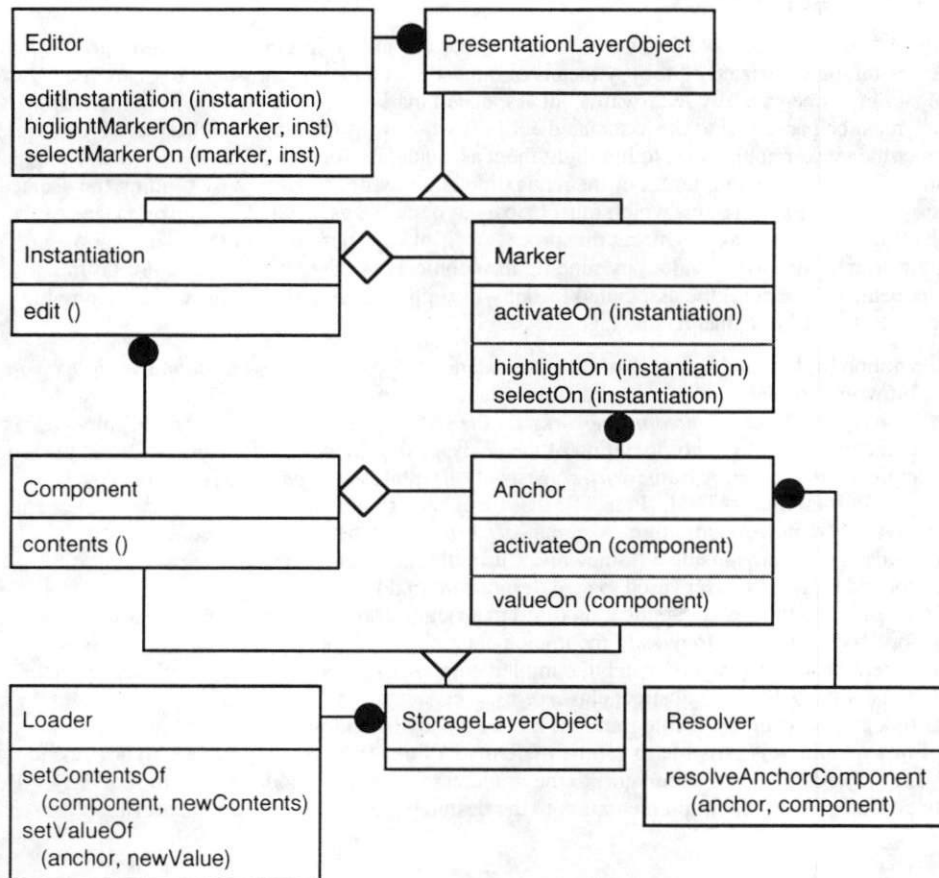 Editor
editInstantiation (instantiation)
higlightMarkerOn (marker, inst)
selectMarkerOn (marker, inst)
PresentationLayerObject
Instantiation
edit ()
Marker
activateOn (instantiation)
highlightOn (instantiation)
selectOn (instantiation)
Component
contents ()
Anchor
activateOn (component)
valueOn (component)
Loader
setContentsOf
(component, newContents)
setValueOf
(anchor, newValue)
StorageLayerObject
Resolver
resolveAnchorComponent
(anchor, component)